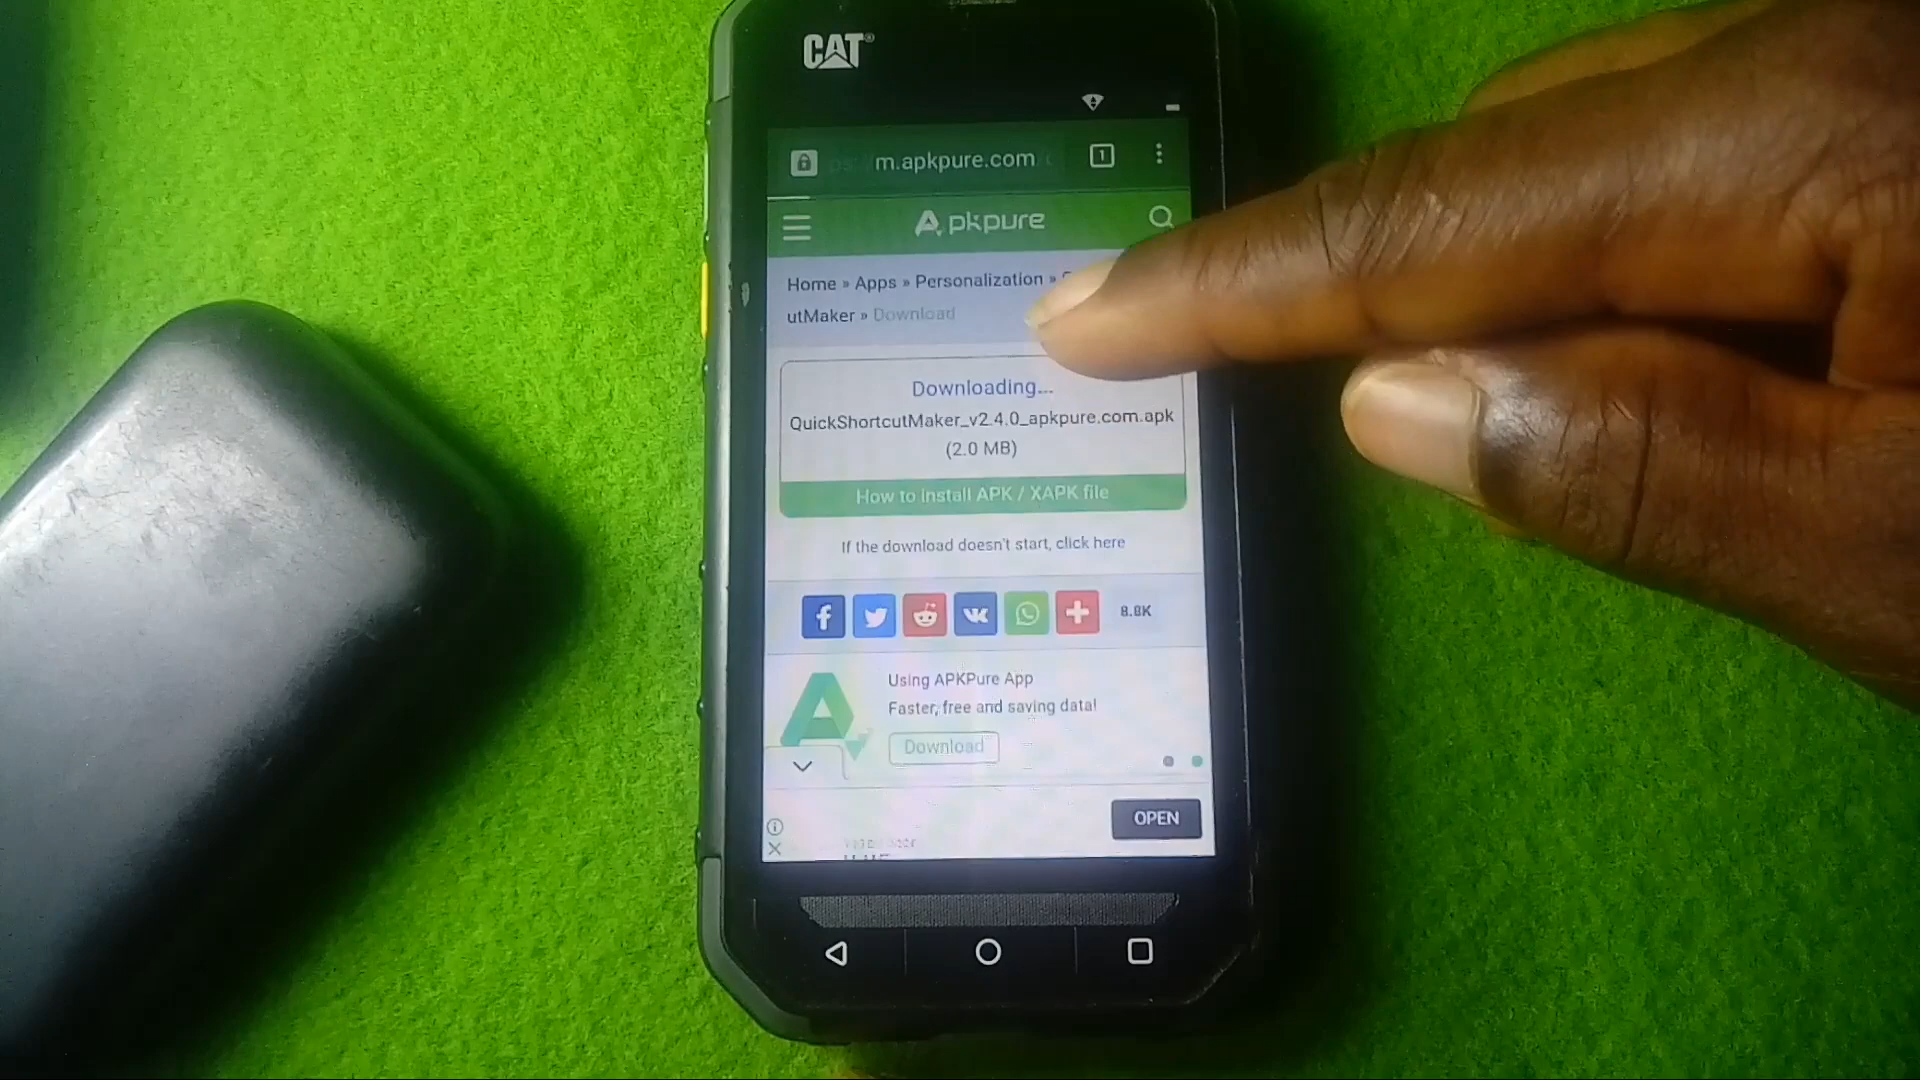 CAT®
m.apkpure.com
1
Apkpure
Home » Apps » Personalization »
utMaker » Download
Downloading...
QuickShortcutMaker_v2.4.0_apkpure.com.apk
(2.0 MB)
How to install APK / XAPK file
If the download doesn't start, click here
8.8K
Using APKPure App
Faster, free and saving data!
Download
OPEN